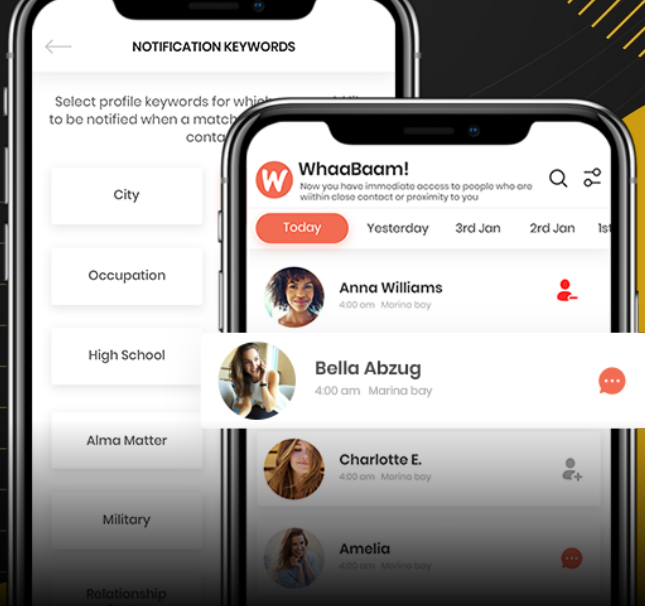 NOTIFICATION KEYWORDS
Select profile keywords for which
to be notified when a match
conta
City
Occupation
High School
Alma Matter
Military
Relationship
W
WhaaBaam!
Now you have immediate access to people who are
wiithin close contact or proximity to you
Today Yesterday 3rd Jan 2rd Jan 1st
Anna Williams
4:00 am Marina bay
Bella Abzug
4:00 am Marina bay
Charlotte E.
4:00 am Marina bay
Amelia
4:00 am Marina bay